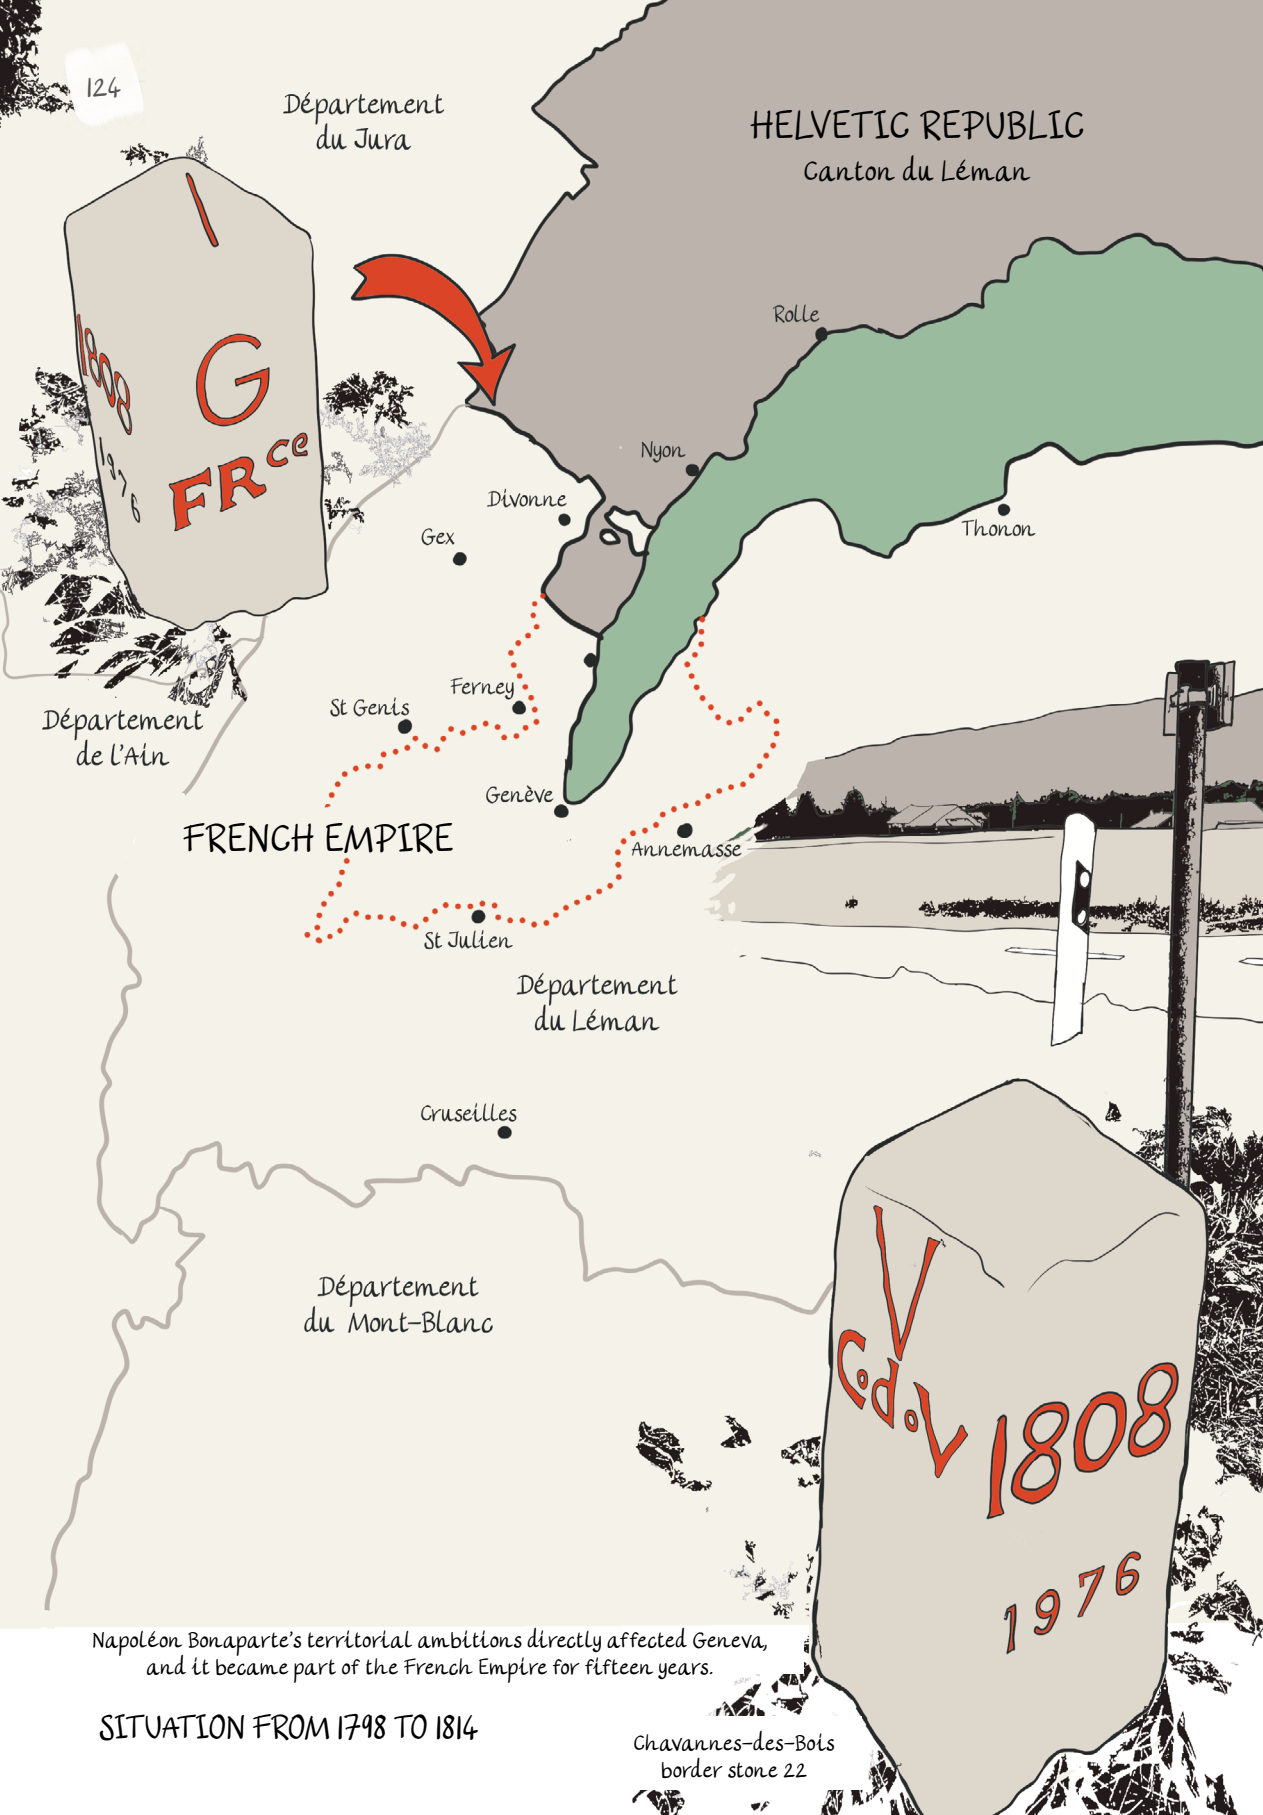 124
Département
du Jura
HELVETIC REPUBLIC
Canton du Léman
I
1808
G
FRce
1976
Rolle
Nyon
Divonne
Gex
Thonon
Ferney
St Genis
Département
de l'Ain
Genève
FRENCH EMPIRE
Annemasse
St Julien
Département
du Léman
Cruseilles
Département
du Mont-Blanc
V
C.d.V
1808
1976
Napoléon Bonaparte's territorial ambitions directly affected Geneva,
and it became part of the French Empire for fifteen years.
SITUATION FROM 1798 TO 1814
Chavannes-des-Bois
border stone 22